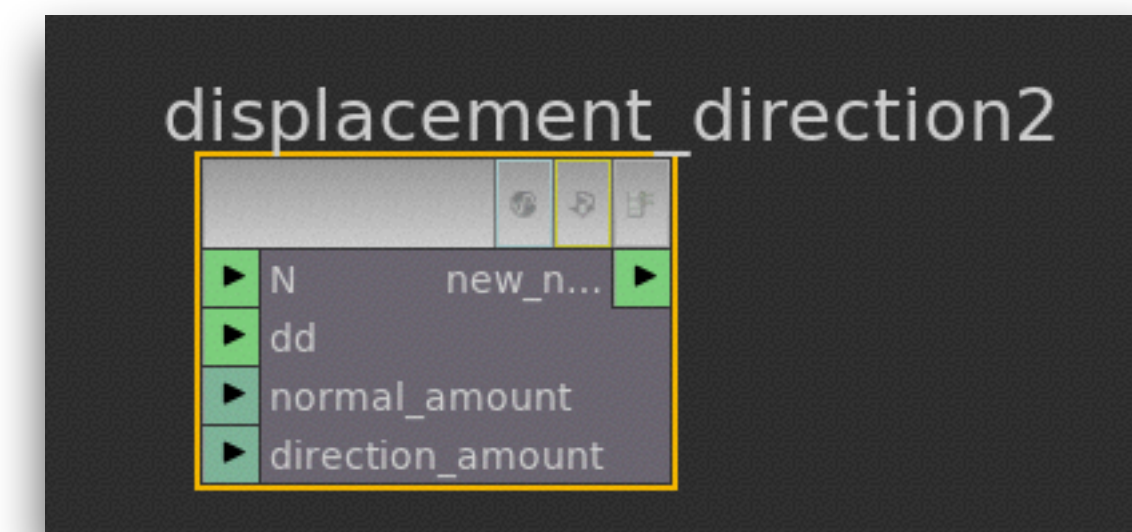 displacement_direction2
N new_n...
dd
normal_amount
direction_amount